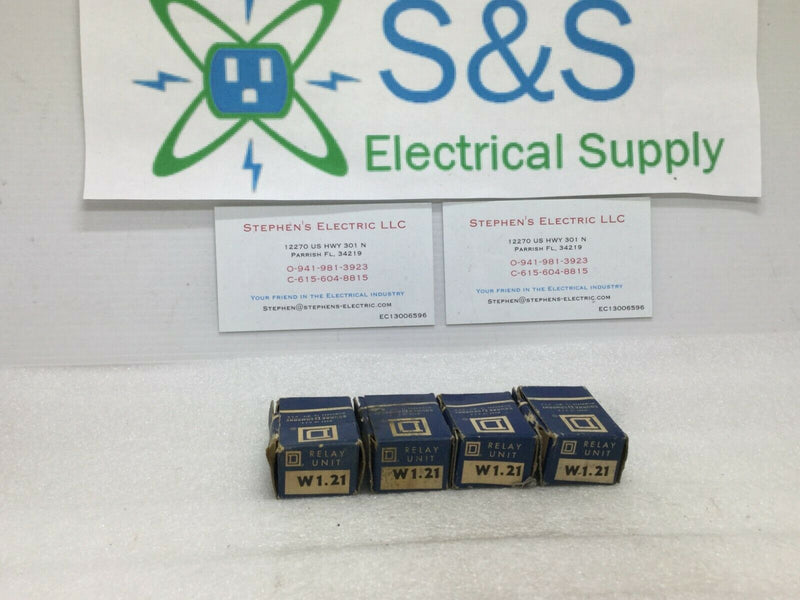 S&S
Electrical Supply
STEPHEN'S ELECTRIC LLC
12270 US HWY 301 N
PARRISH FL, 34219
O-941-981-3923
C-615-604-8815
YOUR FRIEND IN THE ELECTRICAL INDUSTRY
STEPHEN@STEPHENS-ELECTRIC.COM
EC13006596
STEPHEN'S ELECTRIC LLC
12270 US HWY 301 N
PARRISH FL, 34219
O-941-981-3923
C-615-604-8815
YOUR FRIEND IN THE ELECTRICAL INDUSTRY
STEPHEN@STEPHENS-ELECTRIC.COM
EC13006596
D
D RELAY
UNIT
W1.21
D
D RELAY
UNIT
W1.21
D
D RELAY
UNIT
W1.21
D
D RELAY
UNIT
W1.21